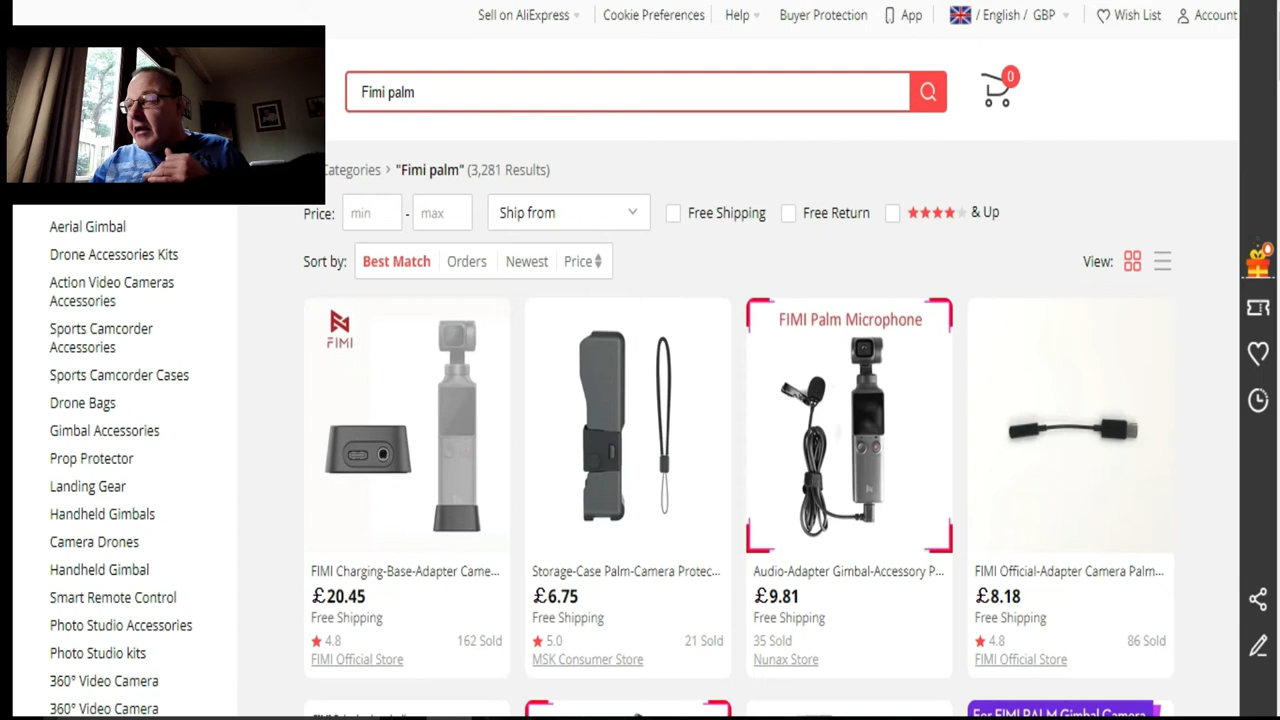 Sell on AliExpress
Cookie Preferences
Help
Buyer Protection
App
/ English / GBP
Wish List
Account
Fimi palm
0
Categories > "Fimi palm" (3,281 Results)
Price: min - max
Ship from
Free Shipping
Free Return
& Up
Sort by: Best Match Orders Newest Price
View:
Aerial Gimbal
Drone Accessories Kits
Action Video Cameras
Accessories
Sports Camcorder
Accessories
Sports Camcorder Cases
Drone Bags
Gimbal Accessories
Prop Protector
Landing Gear
Handheld Gimbals
Camera Drones
Handheld Gimbal
Smart Remote Control
Photo Studio Accessories
Photo Studio kits
360° Video Camera
360° Video Camera
FIMI
FIMI Charging-Base-Adapter Came...
£20.45
Free Shipping
4.8
162 Sold
FIMI Official Store
Storage-Case Palm-Camera Protec...
£6.75
Free Shipping
5.0
21 Sold
MSK Consumer Store
FIMI Palm Microphone
Audio-Adapter Gimbal-Accessory P...
£9.81
Free Shipping
35 Sold
Nunax Store
FIMI Official-Adapter Camera Palm...
£8.18
Free Shipping
4.8
86 Sold
FIMI Official Store
For FIMI PALM Gimbal Camera